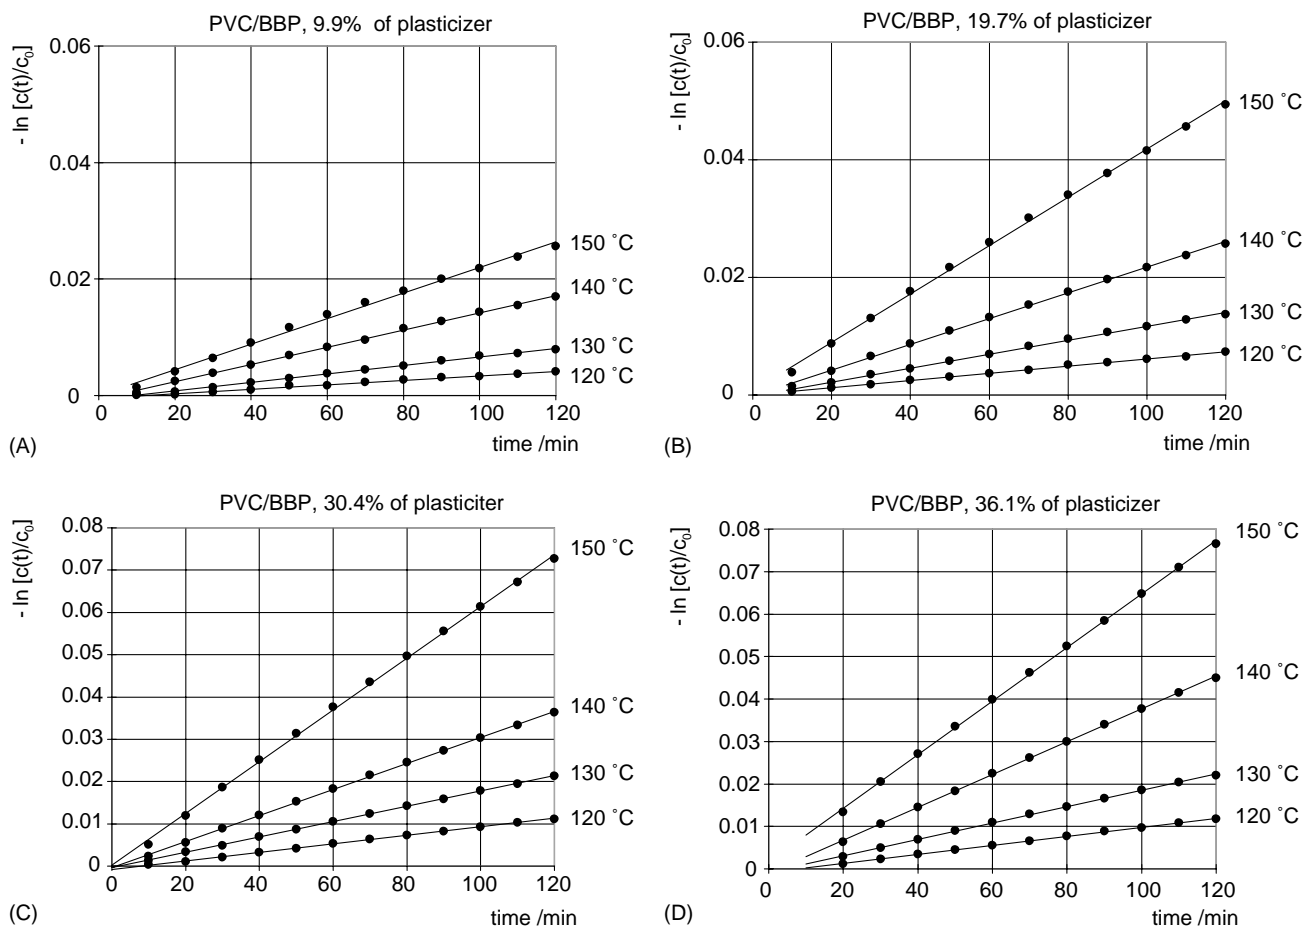 PVC/BBP, 9.9% of plasticizer
- ln [c(t)/c₀]
0.06
0.04
0.02
0
150 ˚C
140 ˚C
130 ˚C
120 ˚C
0 20 40 60 80 100 120
time /min
(A)
PVC/BBP, 19.7% of plasticizer
- ln [c(t)/c₀]
0.06
0.04
0.02
0
150 ˚C
140 ˚C
130 ˚C
120 ˚C
0 20 40 60 80 100 120
time /min
(B)
PVC/BBP, 30.4% of plasticiter
- ln [c(t)/c₀]
0.08
0.07
0.06
0.05
0.04
0.03
0.02
0.01
0
150 ˚C
140 ˚C
130 ˚C
120 ˚C
0 20 40 60 80 100 120
time /min
(C)
PVC/BBP, 36.1% of plasticizer
- ln [c(t)/c₀]
0.08
0.07
0.06
0.05
0.04
0.03
0.02
0.01
0
150 ˚C
140 ˚C
130 ˚C
120 ˚C
0 20 40 60 80 100 120
time /min
(D)